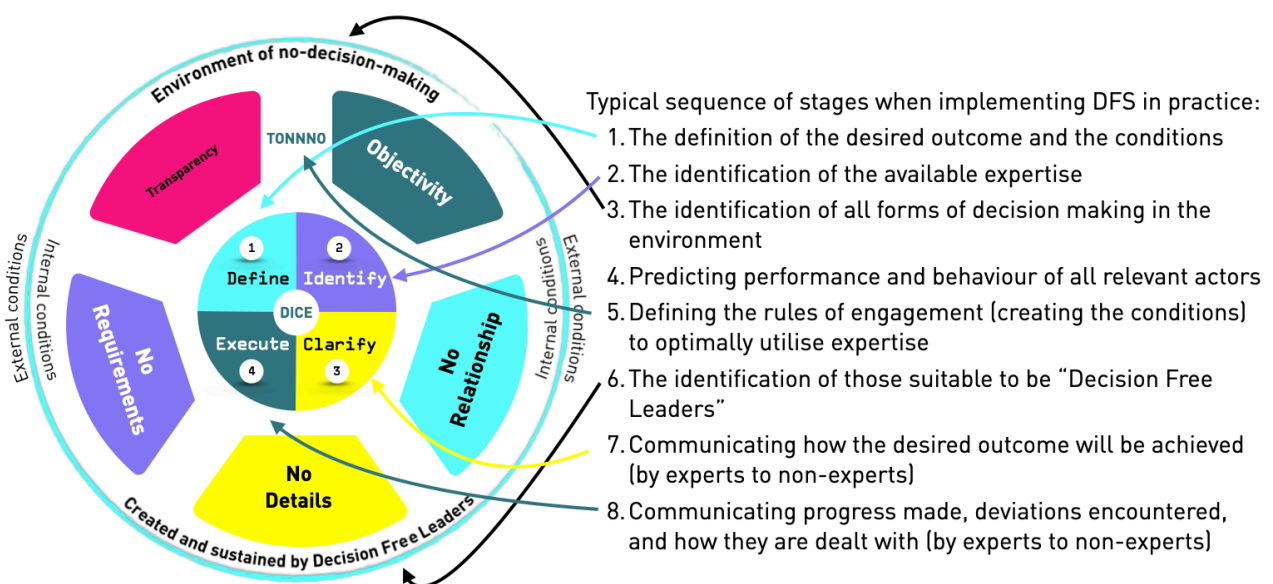 Environment of no-decision-making
TONNNO
Transparency
Objectivity
External conditions
Internal conditions
1
Define
2
Identify
DICE
Execute
4
Clarify
3
Internal conditions
External conditions
No
Requirements
No
Relationship
No
Details
Created and sustained by Decision Free Leaders
Typical sequence of stages when implementing DFS in practice:
1. The definition of the desired outcome and the conditions
2. The identification of the available expertise
3. The identification of all forms of decision making in the
environment
4. Predicting performance and behaviour of all relevant actors
5. Defining the rules of engagement (creating the conditions)
to optimally utilise expertise
6. The identification of those suitable to be “Decision Free
Leaders”
7. Communicating how the desired outcome will be achieved
(by experts to non-experts)
8. Communicating progress made, deviations encountered,
and how they are dealt with (by experts to non-experts)